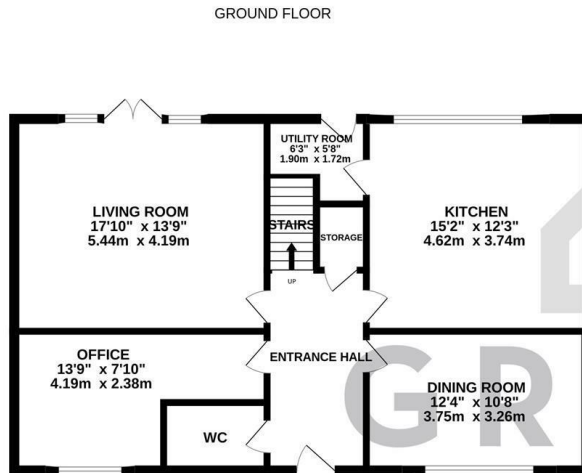 GROUND FLOOR
UTILITY ROOM
6'3" x 5'8"
1.90m x 1.72m
LIVING ROOM
17'10" x 13'9"
5.44m x 4.19m
KITCHEN
15'2" x 12'3"
4.62m x 3.74m
STAIRS
STORAGE
UP
OFFICE
13'9" x 7'10"
4.19m x 2.38m
ENTRANCE HALL
DINING ROOM
12'4" x 10'8"
3.75m x 3.26m
WC
GR